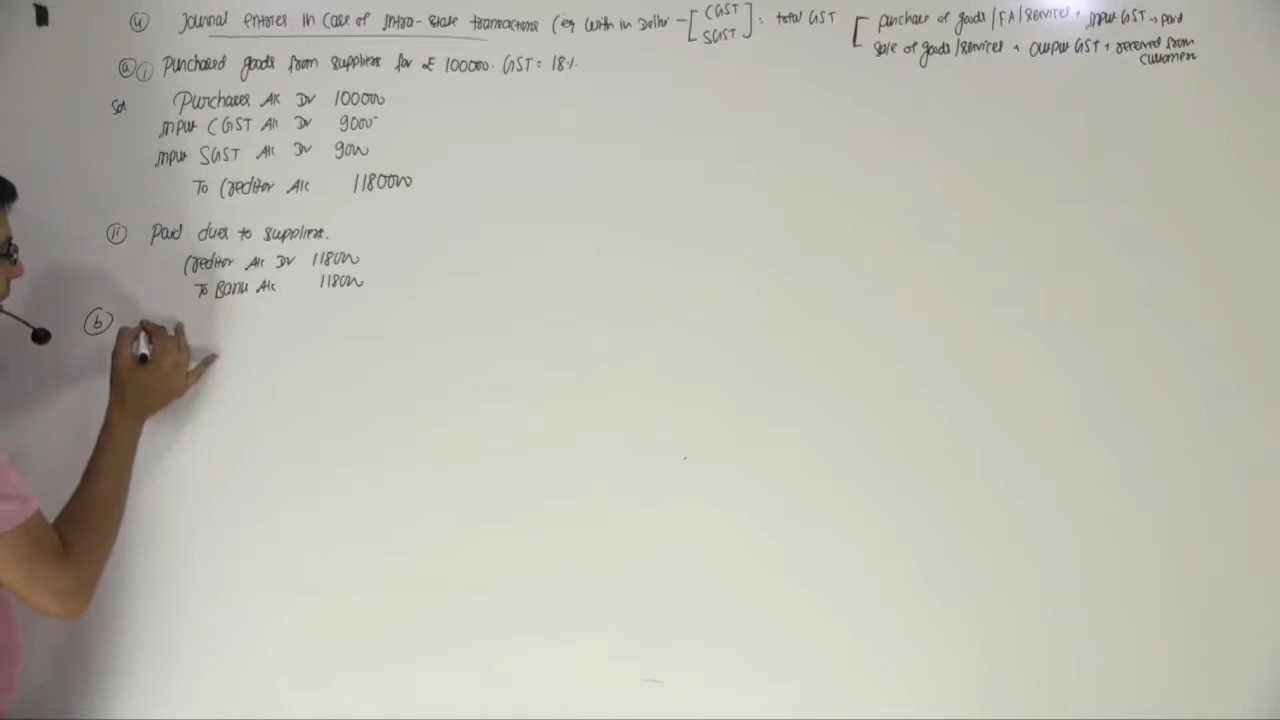 (4) Journal entries in case of Intra-State transactions (eg with in Delhi - [CGST SGST] = total GST
[purchase of goods/FA/services → Input GST → paid
Sale of goods/services → Output GST → received from customers
(a) (i) Purchased goods from suppliers for ₹ 100000. GST = 18%.
Sol Purchases A/c Dr 100000
Input CGST A/c Dr 9000
Input SGST A/c Dr 9000
To Creditor A/c 118000
(ii) Paid dues to suppliers.
Creditor A/c Dr 118000
To Bank A/c 118000
(b)